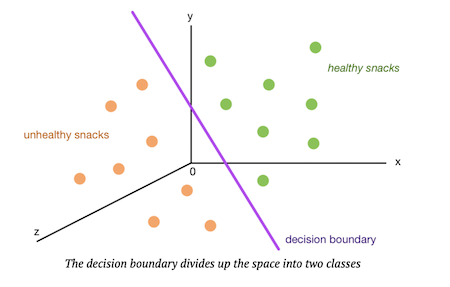 y
healthy snacks
unhealthy snacks
x
0
z
decision boundary
The decision boundary divides up the space into two classes